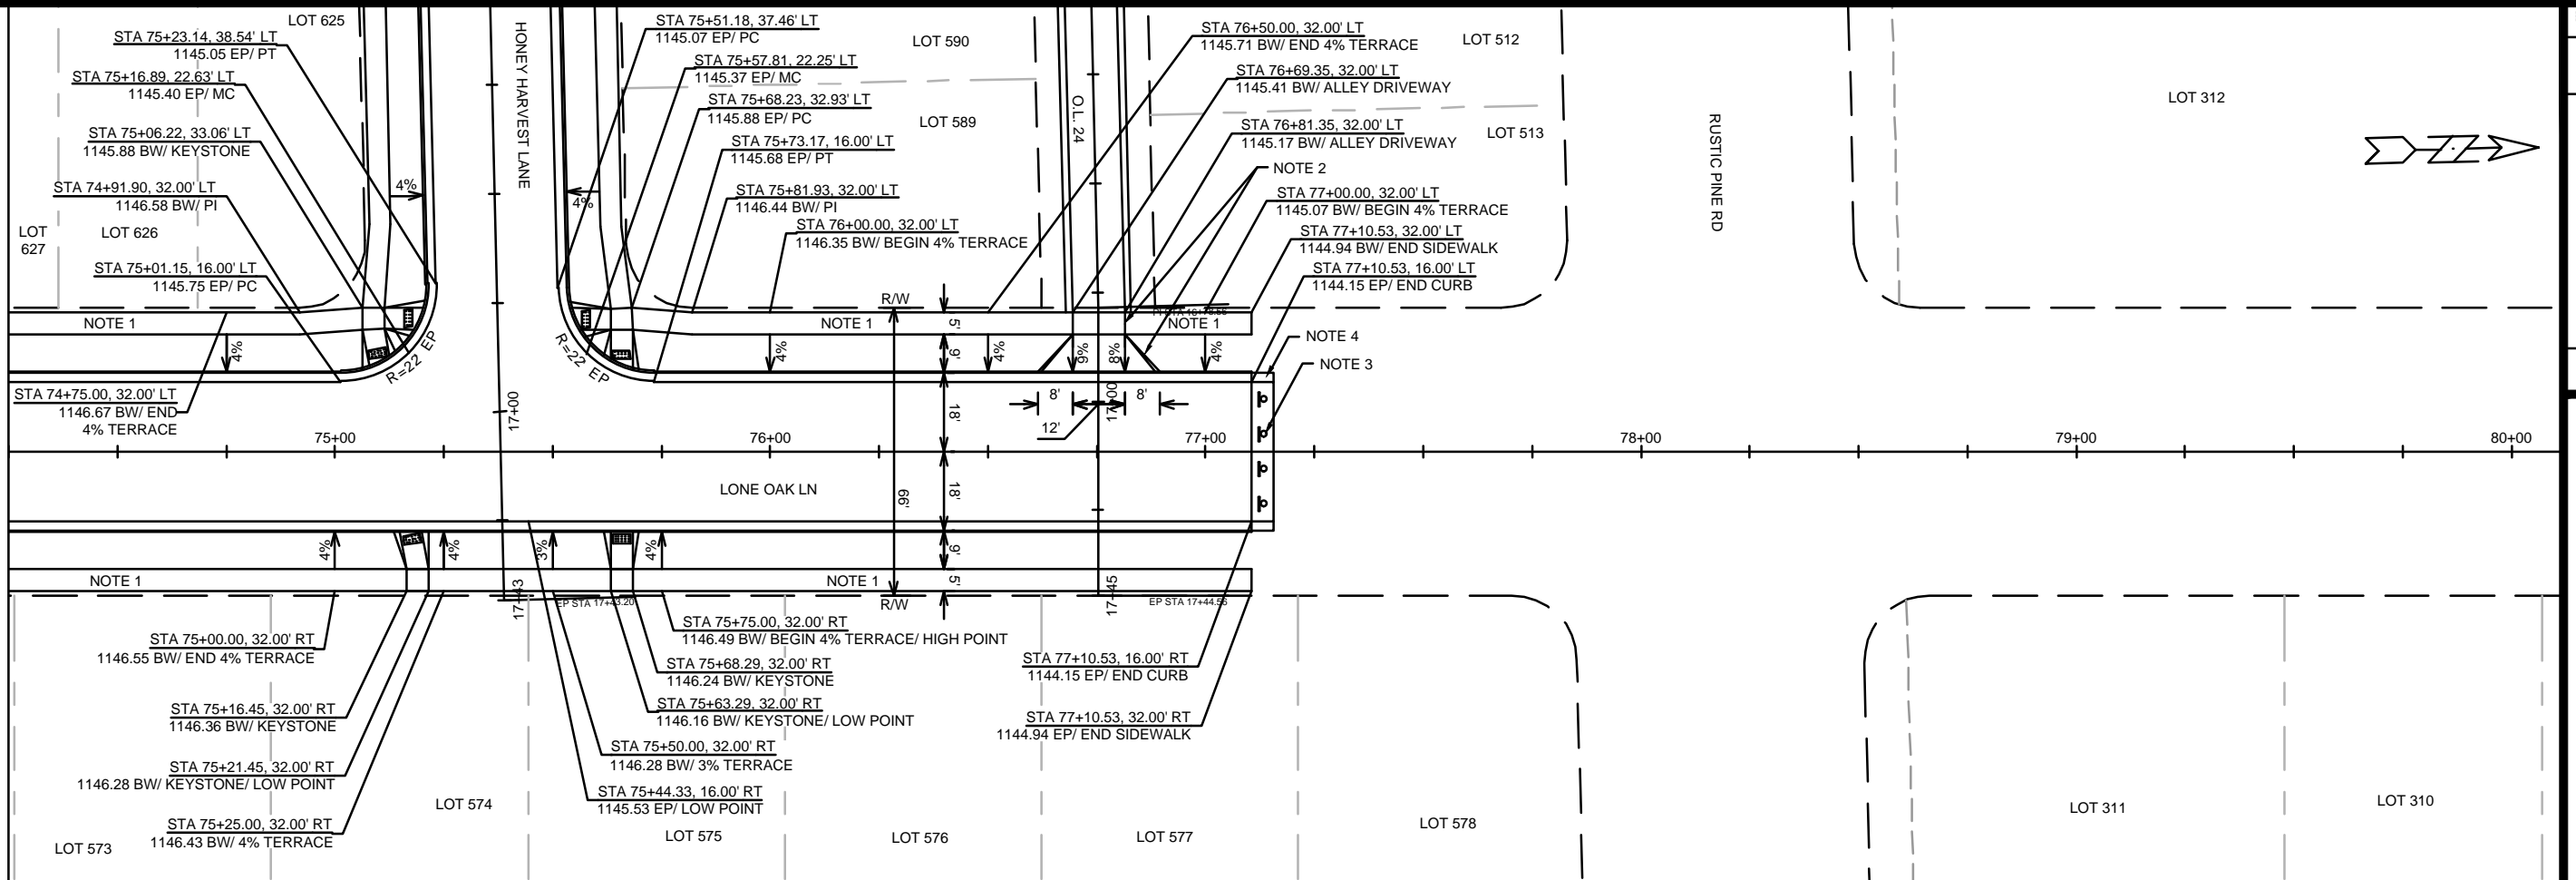 LOT 625
STA 75+23.14, 38.54' LT
1145.05 EP/ PT
STA 75+16.89, 22.63' LT
1145.40 EP/ MC
STA 75+06.22, 33.06' LT
1145.88 BW/ KEYSTONE
STA 74+91.90, 32.00' LT
1146.58 BW/ PI
LOT
627
LOT 626
STA 75+01.15, 16.00' LT
1145.75 EP/ PC
NOTE 1
4%
4%
STA 74+75.00, 32.00' LT
1146.67 BW/ END
4% TERRACE
R=22 EP
HONEY HARVEST LANE
17+00
STA 75+51.18, 37.46' LT
1145.07 EP/ PC
STA 75+57.81, 22.25' LT
1145.37 EP/ MC
STA 75+68.23, 32.93' LT
1145.88 EP/ PC
STA 75+73.17, 16.00' LT
1145.68 EP/ PT
STA 75+81.93, 32.00' LT
1146.44 BW/ PI
STA 76+00.00, 32.00' LT
1146.35 BW/ BEGIN 4% TERRACE
4%
R=22 EP
LOT 590
LOT 589
R/W
NOTE 1
4%
5'
9'
4%
6%
8%
4%
O.L. 24
STA 76+50.00, 32.00' LT
1145.71 BW/ END 4% TERRACE
STA 76+69.35, 32.00' LT
1145.41 BW/ ALLEY DRIVEWAY
STA 76+81.35, 32.00' LT
1145.17 BW/ ALLEY DRIVEWAY
NOTE 2
STA 77+00.00, 32.00' LT
1145.07 BW/ BEGIN 4% TERRACE
STA 77+10.53, 32.00' LT
1144.94 BW/ END SIDEWALK
STA 77+10.53, 16.00' LT
1144.15 EP/ END CURB
NOTE 1
NOTE 4
NOTE 3
LOT 512
LOT 513
RUSTIC PINE RD
LOT 312
8'
8'
12'
17+00
18'
75+00
76+00
77+00
78+00
79+00
80+00
LONE OAK LN
66'
18'
4%
4%
3%
4%
9'
NOTE 1
NOTE 1
5'
17+43
EP STA 17+43.20
R/W
17+45
EP STA 17+44.56
STA 75+00.00, 32.00' RT
1146.55 BW/ END 4% TERRACE
STA 75+16.45, 32.00' RT
1146.36 BW/ KEYSTONE
STA 75+21.45, 32.00' RT
1146.28 BW/ KEYSTONE/ LOW POINT
STA 75+25.00, 32.00' RT
1146.43 BW/ 4% TERRACE
STA 75+75.00, 32.00' RT
1146.49 BW/ BEGIN 4% TERRACE/ HIGH POINT
STA 75+68.29, 32.00' RT
1146.24 BW/ KEYSTONE
STA 75+63.29, 32.00' RT
1146.16 BW/ KEYSTONE/ LOW POINT
STA 75+50.00, 32.00' RT
1146.28 BW/ 3% TERRACE
STA 75+44.33, 16.00' RT
1145.53 EP/ LOW POINT
STA 77+10.53, 16.00' RT
1144.15 EP/ END CURB
STA 77+10.53, 32.00' RT
1144.94 EP/ END SIDEWALK
LOT 573
LOT 574
LOT 575
LOT 576
LOT 577
LOT 578
LOT 311
LOT 310